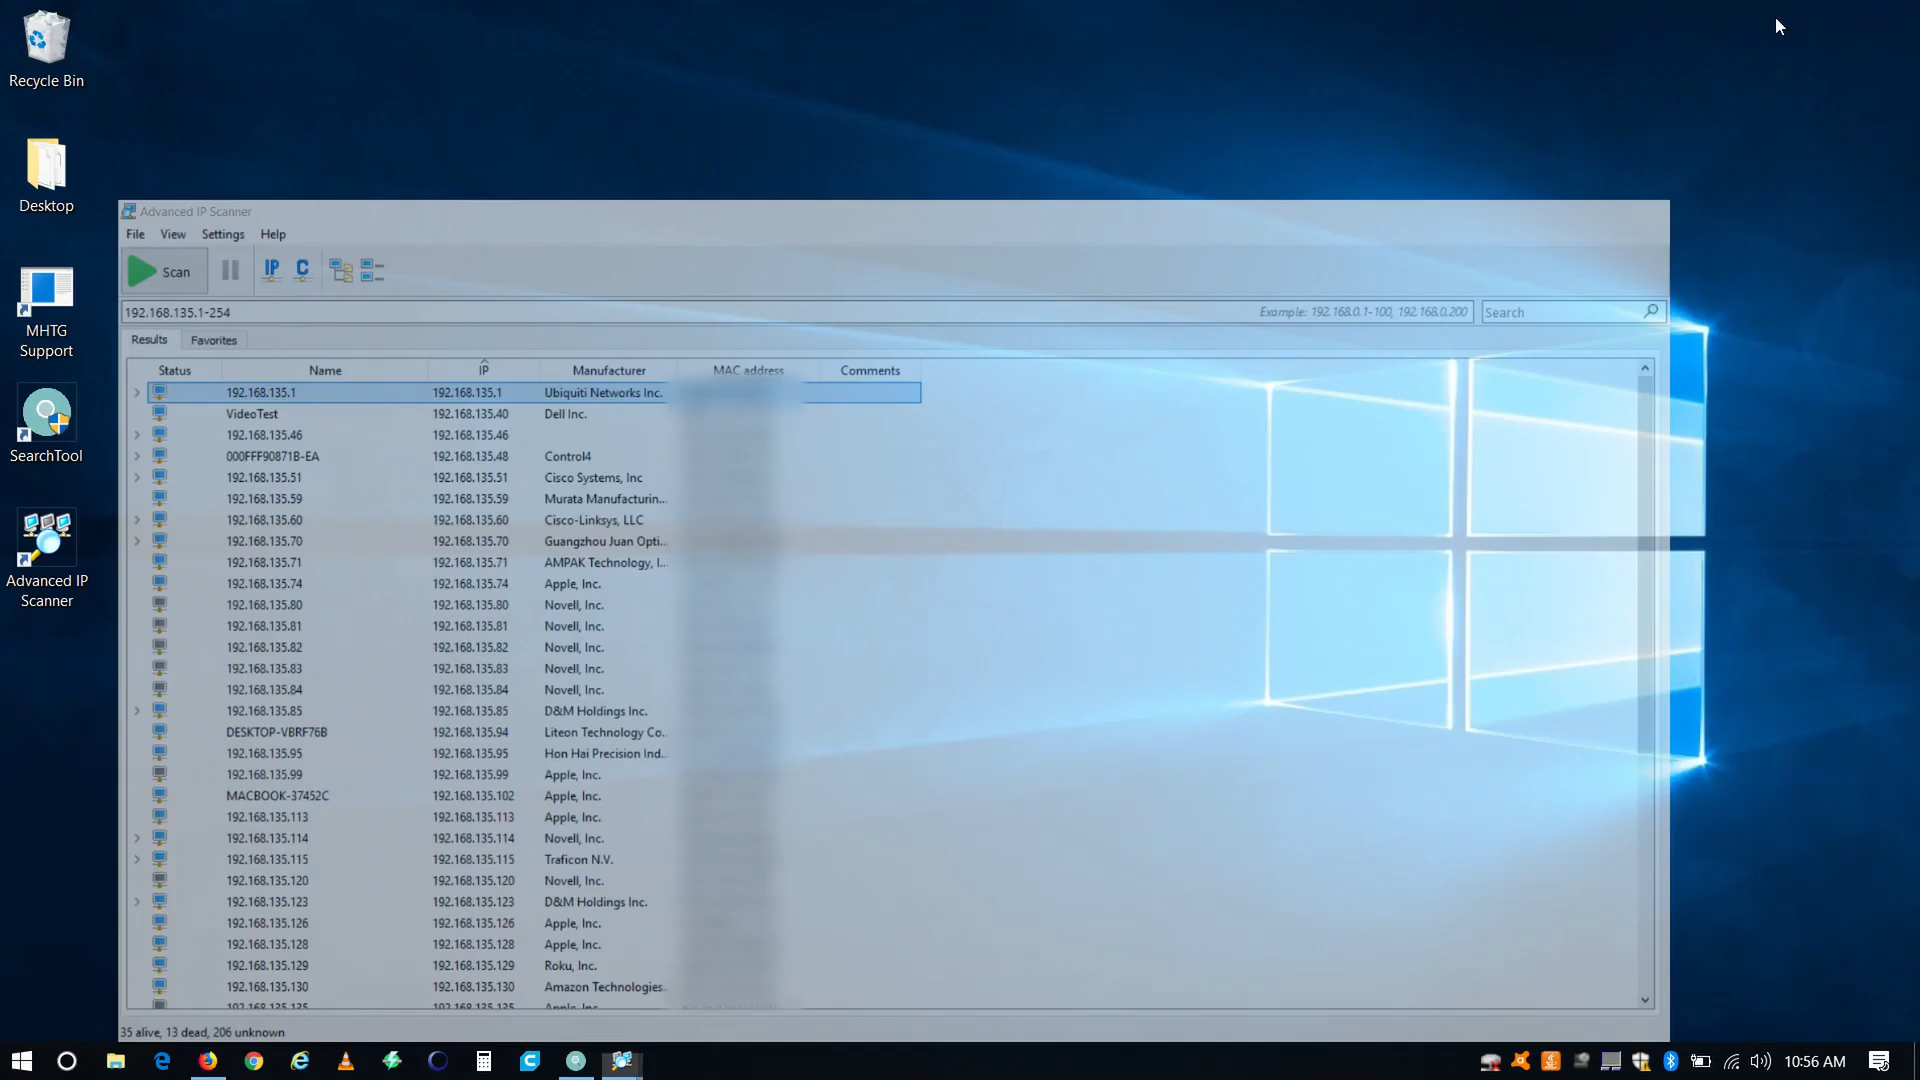 Recycle Bin
Desktop
MHTG
Support
SearchTool
Advanced IP
Scanner
Advanced IP Scanner
File View Settings Help
Scan IP C
192.168.135.1-254 Example: 192.168.0.1-100, 192.168.0.200 Search
Results Favorites
Status Name IP Manufacturer MAC address Comments
192.168.135.1 192.168.135.1 Ubiquiti Networks Inc.
VideoTest 192.168.135.40 Dell Inc.
192.168.135.46 192.168.135.46
000FFF90871B-EA 192.168.135.48 Control4
192.168.135.51 192.168.135.51 Cisco Systems, Inc
192.168.135.59 192.168.135.59 Murata Manufacturin...
192.168.135.60 192.168.135.60 Cisco-Linksys, LLC
192.168.135.70 192.168.135.70 Guangzhou Juan Opti...
192.168.135.71 192.168.135.71 AMPAK Technology, I...
192.168.135.74 192.168.135.74 Apple, Inc.
192.168.135.80 192.168.135.80 Novell, Inc.
192.168.135.81 192.168.135.81 Novell, Inc.
192.168.135.82 192.168.135.82 Novell, Inc.
192.168.135.83 192.168.135.83 Novell, Inc.
192.168.135.84 192.168.135.84 Novell, Inc.
192.168.135.85 192.168.135.85 D&M Holdings Inc.
DESKTOP-VBRF76B 192.168.135.94 Liteon Technology Co..
192.168.135.95 192.168.135.95 Hon Hai Precision Ind...
192.168.135.99 192.168.135.99 Apple, Inc.
MACBOOK-37452C 192.168.135.102 Apple, Inc.
192.168.135.113 192.168.135.113 Apple, Inc.
192.168.135.114 192.168.135.114 Novell, Inc.
192.168.135.115 192.168.135.115 Traficon N.V.
192.168.135.120 192.168.135.120 Novell, Inc.
192.168.135.123 192.168.135.123 D&M Holdings Inc.
192.168.135.126 192.168.135.126 Apple, Inc.
192.168.135.128 192.168.135.128 Apple, Inc.
192.168.135.129 192.168.135.129 Roku, Inc.
192.168.135.130 192.168.135.130 Amazon Technologies..
192.168.135.135 192.168.135.135 Apple, Inc.
35 alive, 13 dead, 206 unknown
10:56 AM